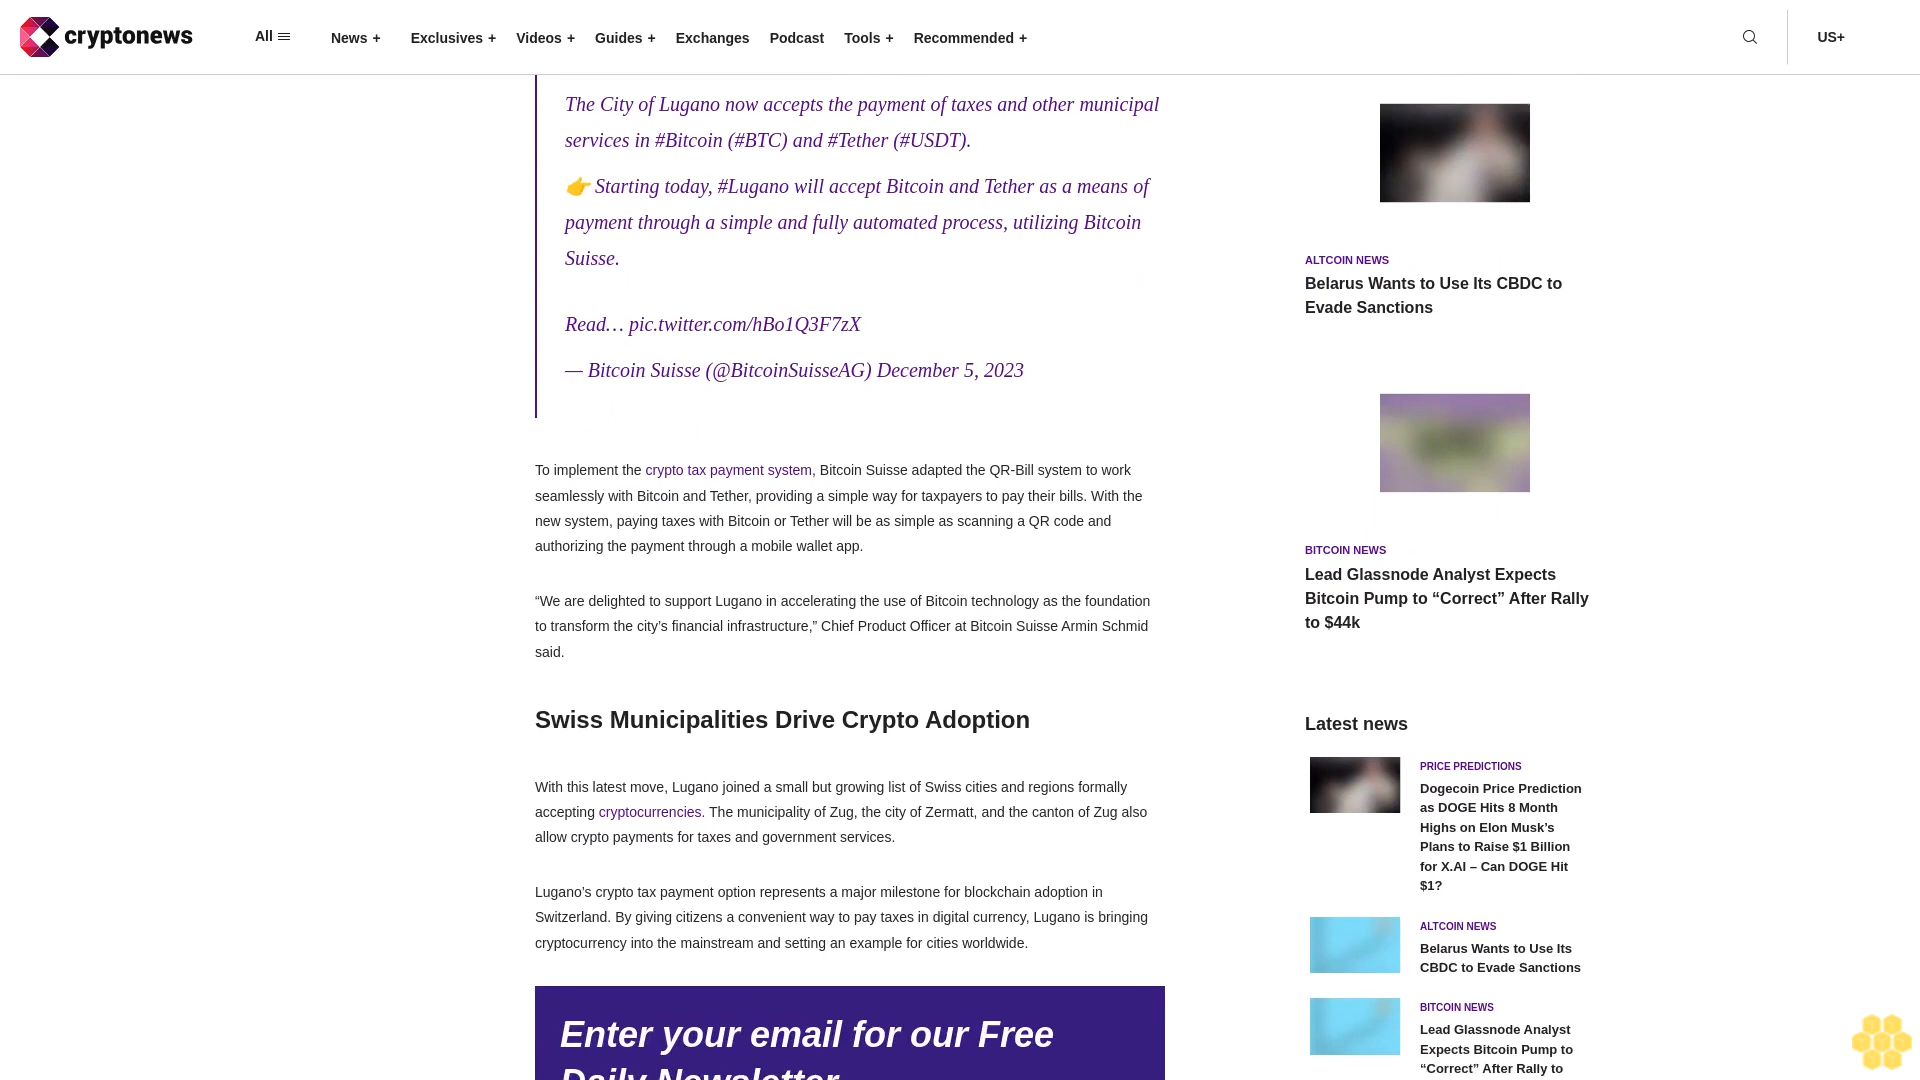 cryptonews
All
News +
Exclusives +
Videos +
Guides +
Exchanges
Podcast
Tools +
Recommended +
US+
The City of Lugano now accepts the payment of taxes and other municipal
services in #Bitcoin (#BTC) and #Tether (#USDT).
👉 Starting today, #Lugano will accept Bitcoin and Tether as a means of
payment through a simple and fully automated process, utilizing Bitcoin
Suisse.
Read… pic.twitter.com/hBo1Q3F7zX
— Bitcoin Suisse (@BitcoinSuisseAG) December 5, 2023
To implement the crypto tax payment system, Bitcoin Suisse adapted the QR-Bill system to work
seamlessly with Bitcoin and Tether, providing a simple way for taxpayers to pay their bills. With the
new system, paying taxes with Bitcoin or Tether will be as simple as scanning a QR code and
authorizing the payment through a mobile wallet app.
“We are delighted to support Lugano in accelerating the use of Bitcoin technology as the foundation
to transform the city’s financial infrastructure,” Chief Product Officer at Bitcoin Suisse Armin Schmid
said.
Swiss Municipalities Drive Crypto Adoption
With this latest move, Lugano joined a small but growing list of Swiss cities and regions formally
accepting cryptocurrencies. The municipality of Zug, the city of Zermatt, and the canton of Zug also
allow crypto payments for taxes and government services.
Lugano’s crypto tax payment option represents a major milestone for blockchain adoption in
Switzerland. By giving citizens a convenient way to pay taxes in digital currency, Lugano is bringing
cryptocurrency into the mainstream and setting an example for cities worldwide.
Enter your email for our Free
Daily Newsletter
ALTCOIN NEWS
Belarus Wants to Use Its CBDC to
Evade Sanctions
BITCOIN NEWS
Lead Glassnode Analyst Expects
Bitcoin Pump to “Correct” After Rally
to $44k
Latest news
PRICE PREDICTIONS
Dogecoin Price Prediction
as DOGE Hits 8 Month
Highs on Elon Musk’s
Plans to Raise $1 Billion
for X.AI – Can DOGE Hit
$1?
ALTCOIN NEWS
Belarus Wants to Use Its
CBDC to Evade Sanctions
BITCOIN NEWS
Lead Glassnode Analyst
Expects Bitcoin Pump to
“Correct” After Rally to